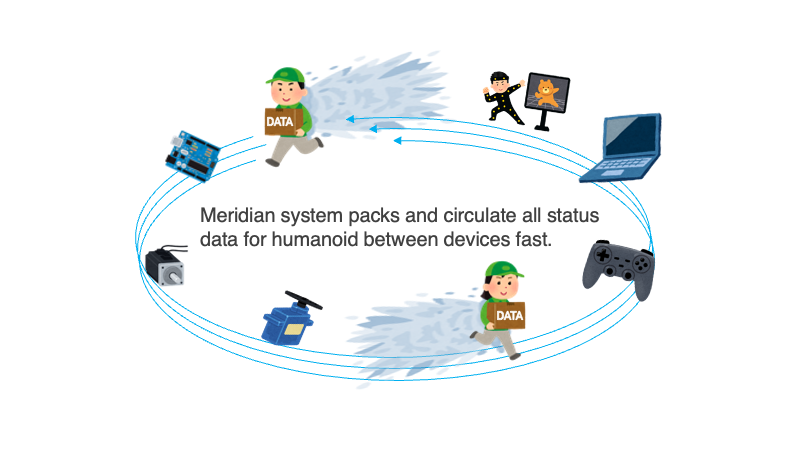 DATA
Meridian system packs and circulate all status
data for humanoid between devices fast.
DATA